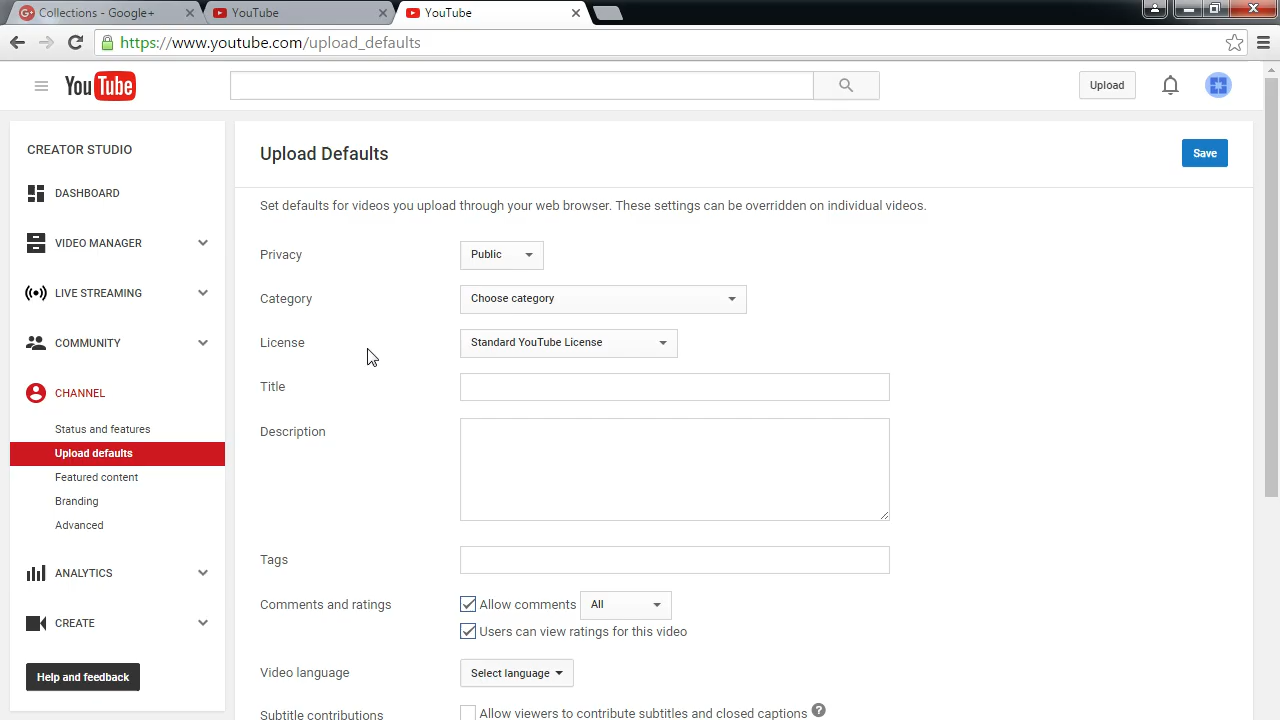 Collections - Google+
YouTube
YouTube
https://www.youtube.com/upload_defaults
YouTube
Upload
CREATOR STUDIO
DASHBOARD
VIDEO MANAGER
LIVE STREAMING
COMMUNITY
CHANNEL
Status and features
Upload defaults
Featured content
Branding
Advanced
ANALYTICS
CREATE
Help and feedback
Upload Defaults
Save
Set defaults for videos you upload through your web browser. These settings can be overridden on individual videos.
Privacy Public
Category Choose category
License Standard YouTube License
Title
Description
Tags
Comments and ratings Allow comments All
Users can view ratings for this video
Video language Select language
Subtitle contributions Allow viewers to contribute subtitles and closed captions ?